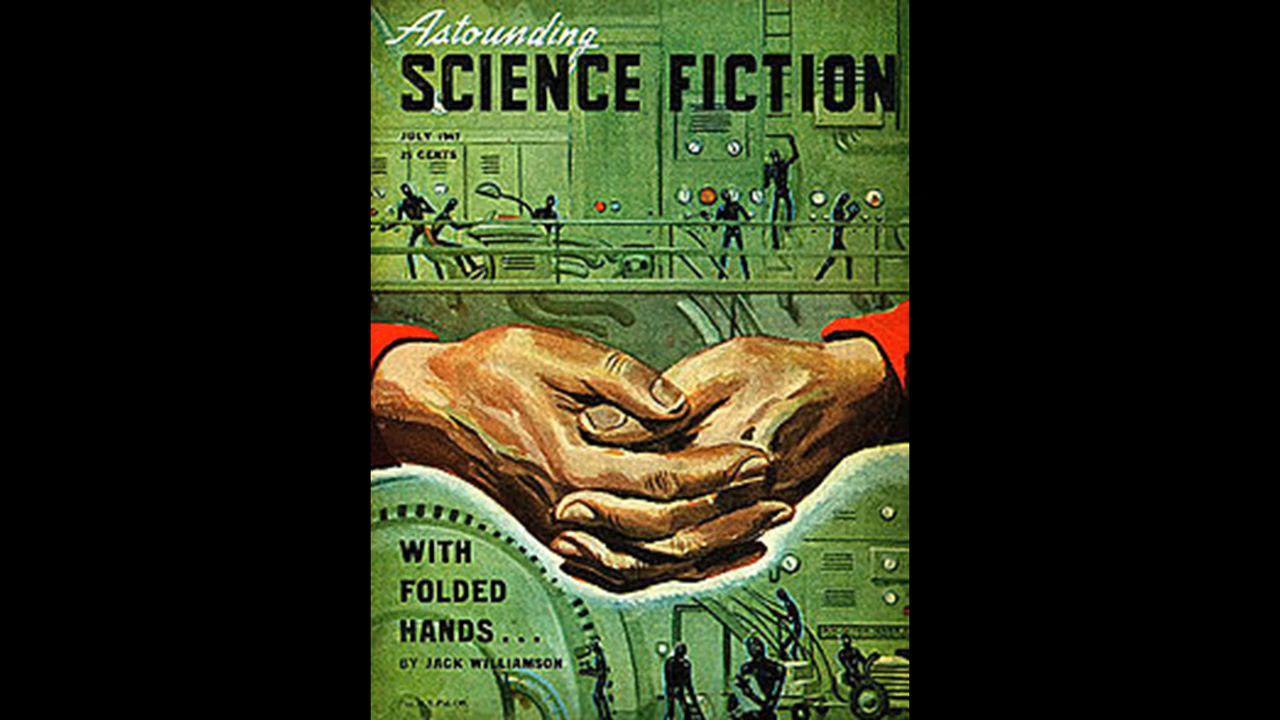 Astounding
SCIENCE FICTION
JULY 1947
25 CENTS
WITH
FOLDED
HANDS...
BY JACK WILLIAMSON